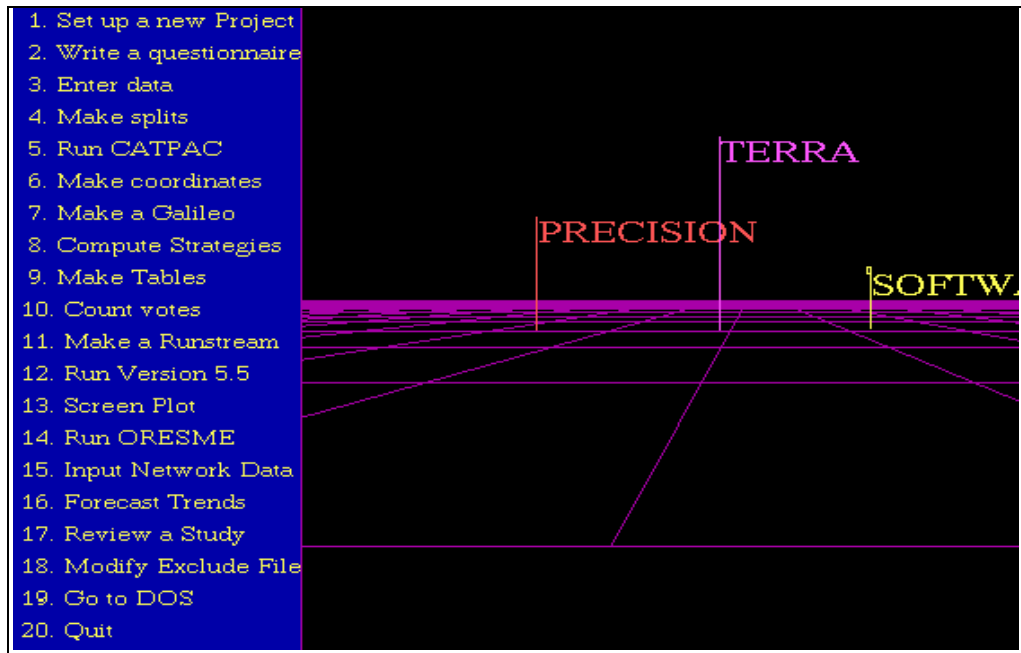 1. Set up a new Project
2. Write a questionnaire
3. Enter data
4. Make splits
5. Run CATPAC
6. Make coordinates
7. Make a Galileo
8. Compute Strategies
9. Make Tables
10. Count votes
11. Make a Runstream
12. Run Version 5.5
13. Screen Plot
14. Run ORESME
15. Input Network Data
16. Forecast Trends
17. Review a Study
18. Modify Exclude File
19. Go to DOS
20. Quit
TERRA
PRECISION
SOFTWA